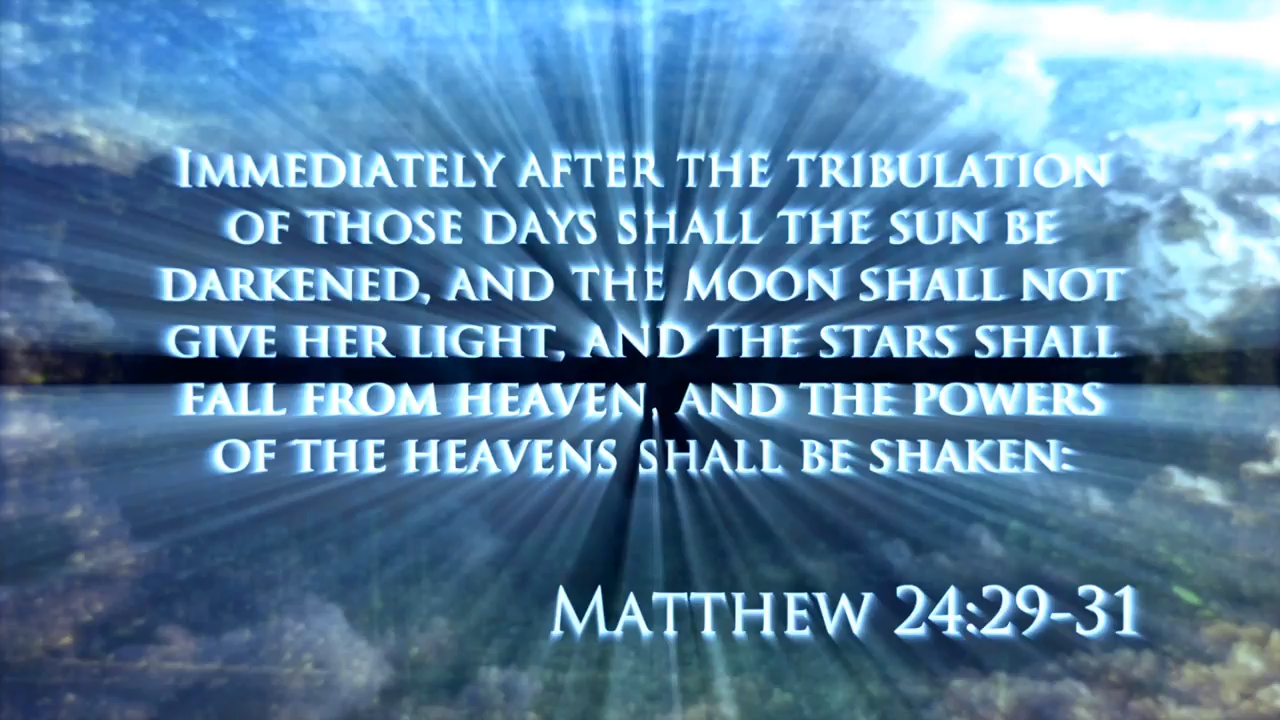 Immediately after the tribulation
of those days shall the sun be
darkened, and the moon shall not
give her light, and the stars shall
fall from heaven, and the powers
of the heavens shall be shaken:
Matthew 24:29-31